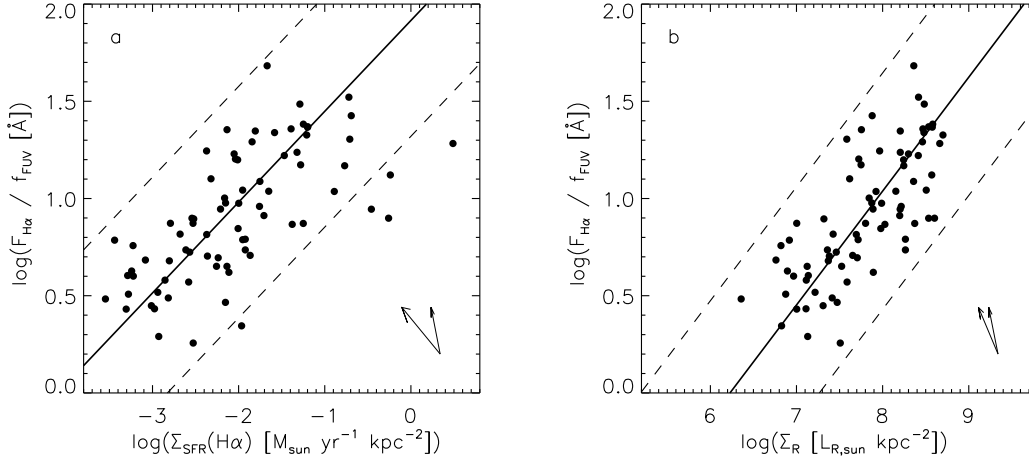 a
2.0
1.5
1.0
0.5
0.0
log(F_Hα / f_FUV [Å])
−3 −2 −1 0
log(Σ_SFR(Hα) [M_sun yr⁻¹ kpc⁻²])
b
2.0
1.5
1.0
0.5
0.0
log(F_Hα / f_FUV [Å])
6 7 8 9
log(Σ_R [L_R,sun kpc⁻²])